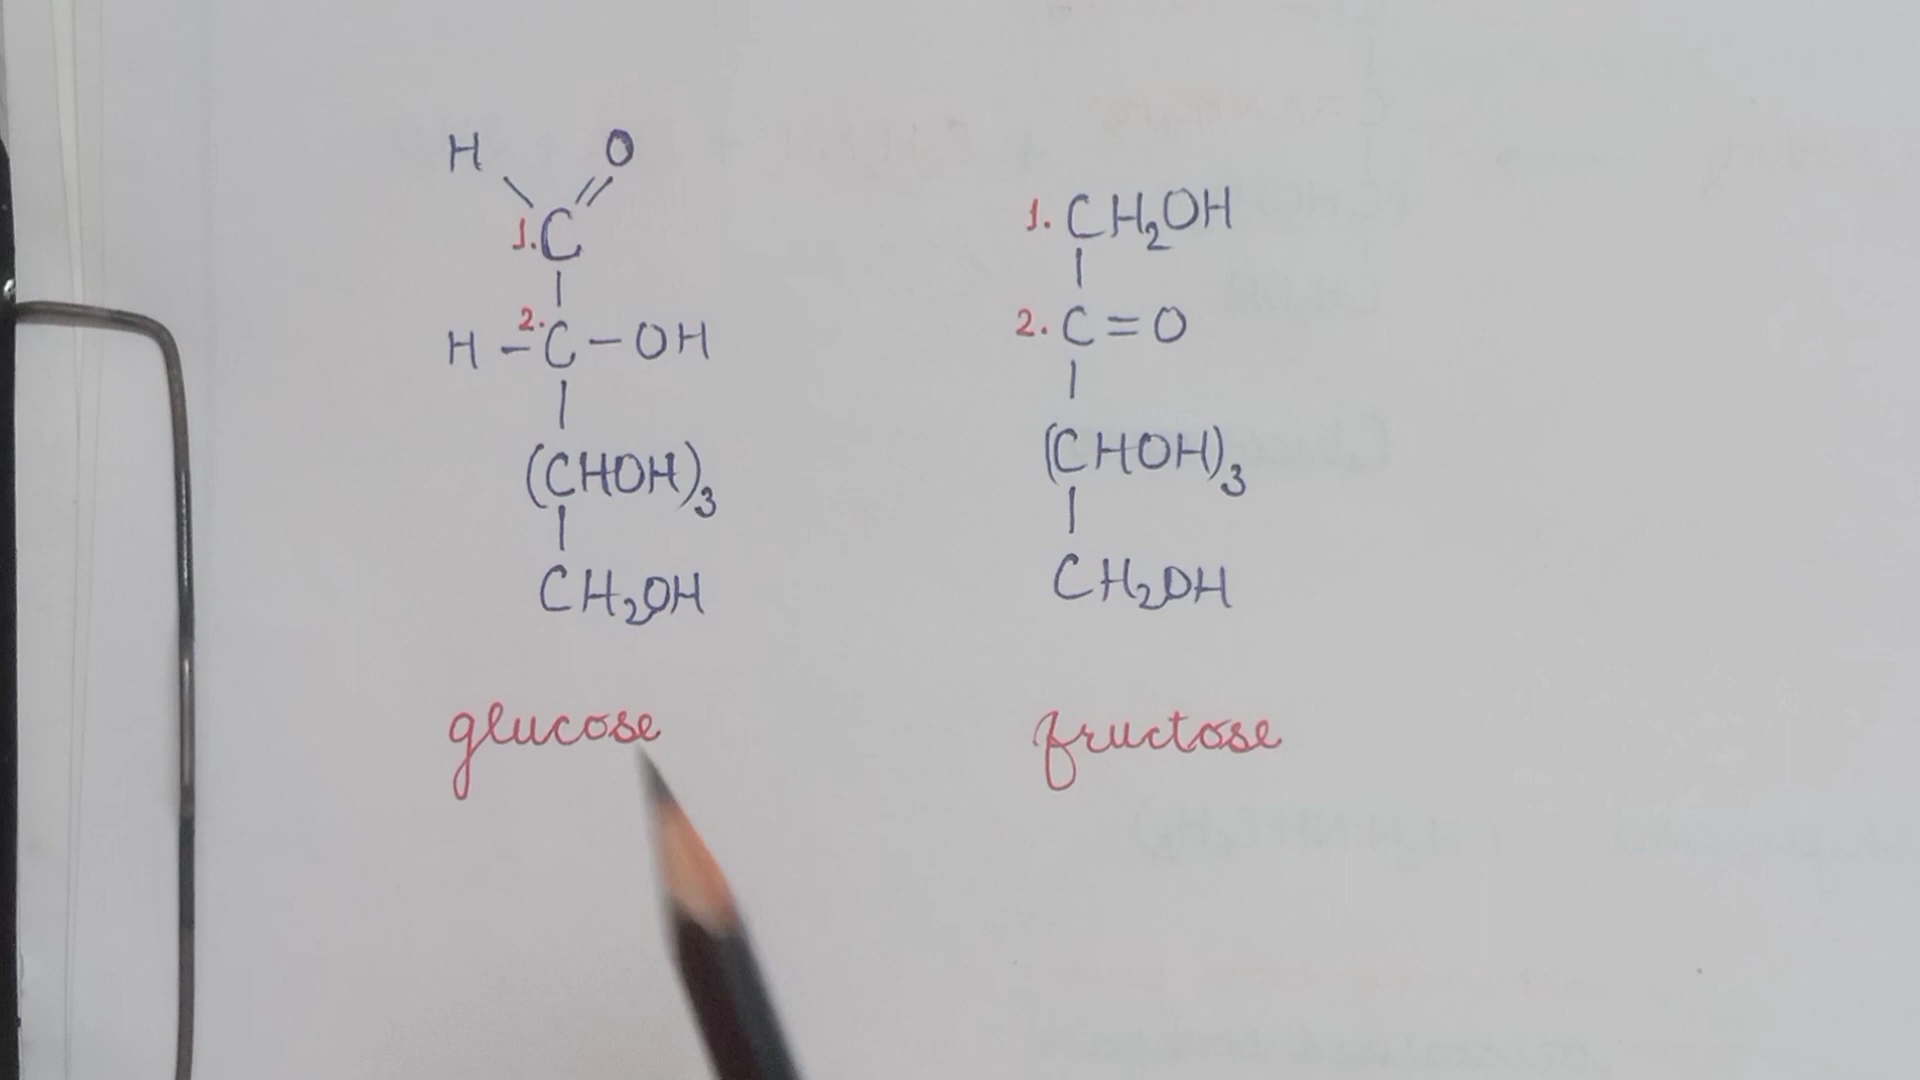 H O
1. C
H - C - OH
2.
(CHOH)3
CH2OH
glucose
1. CH2OH
2. C = O
(CHOH)3
CH2OH
fructose